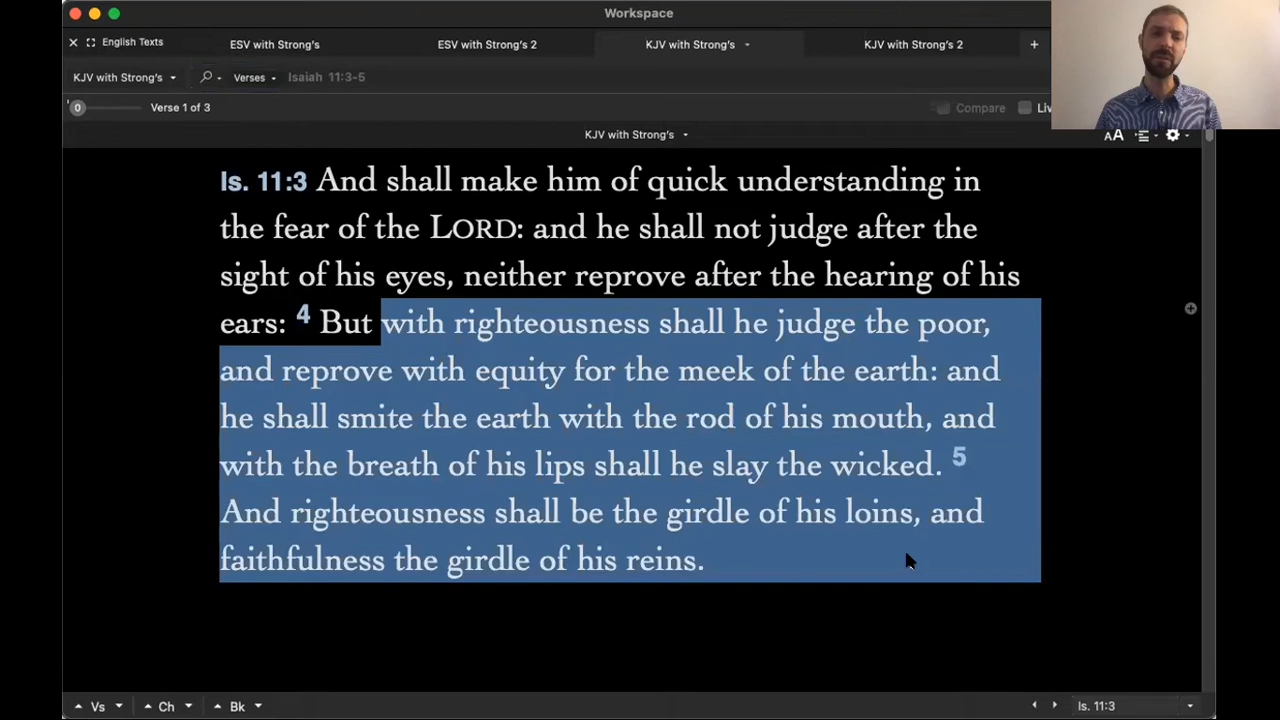 Workspace
English Texts
ESV with Strong's
ESV with Strong's 2
KJV with Strong's
KJV with Strong's 2
+
KJV with Strong's
Verses
Isaiah 11:3-5
0
Verse 1 of 3
Compare
KJV with Strong's
AA
Is. 11:3 And shall make him of quick understanding in
the fear of the LORD: and he shall not judge after the
sight of his eyes, neither reprove after the hearing of his
ears: 4 But with righteousness shall he judge the poor,
and reprove with equity for the meek of the earth: and
he shall smite the earth with the rod of his mouth, and
with the breath of his lips shall he slay the wicked. 5
And righteousness shall be the girdle of his loins, and
faithfulness the girdle of his reins.
Vs
Ch
Bk
Is. 11:3